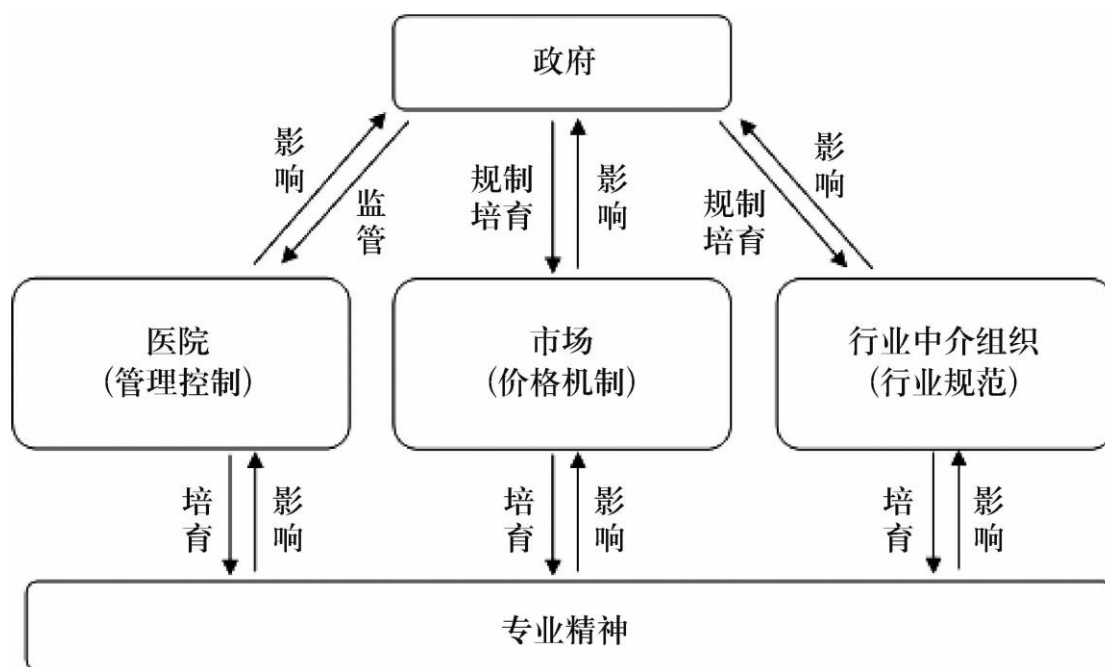 政府
影响
监管
规制
培育
影响
规制
培育
影响
医院
(管理控制)
市场
(价格机制)
行业中介组织
(行业规范)
培育
影响
培育
影响
培育
影响
专业精神